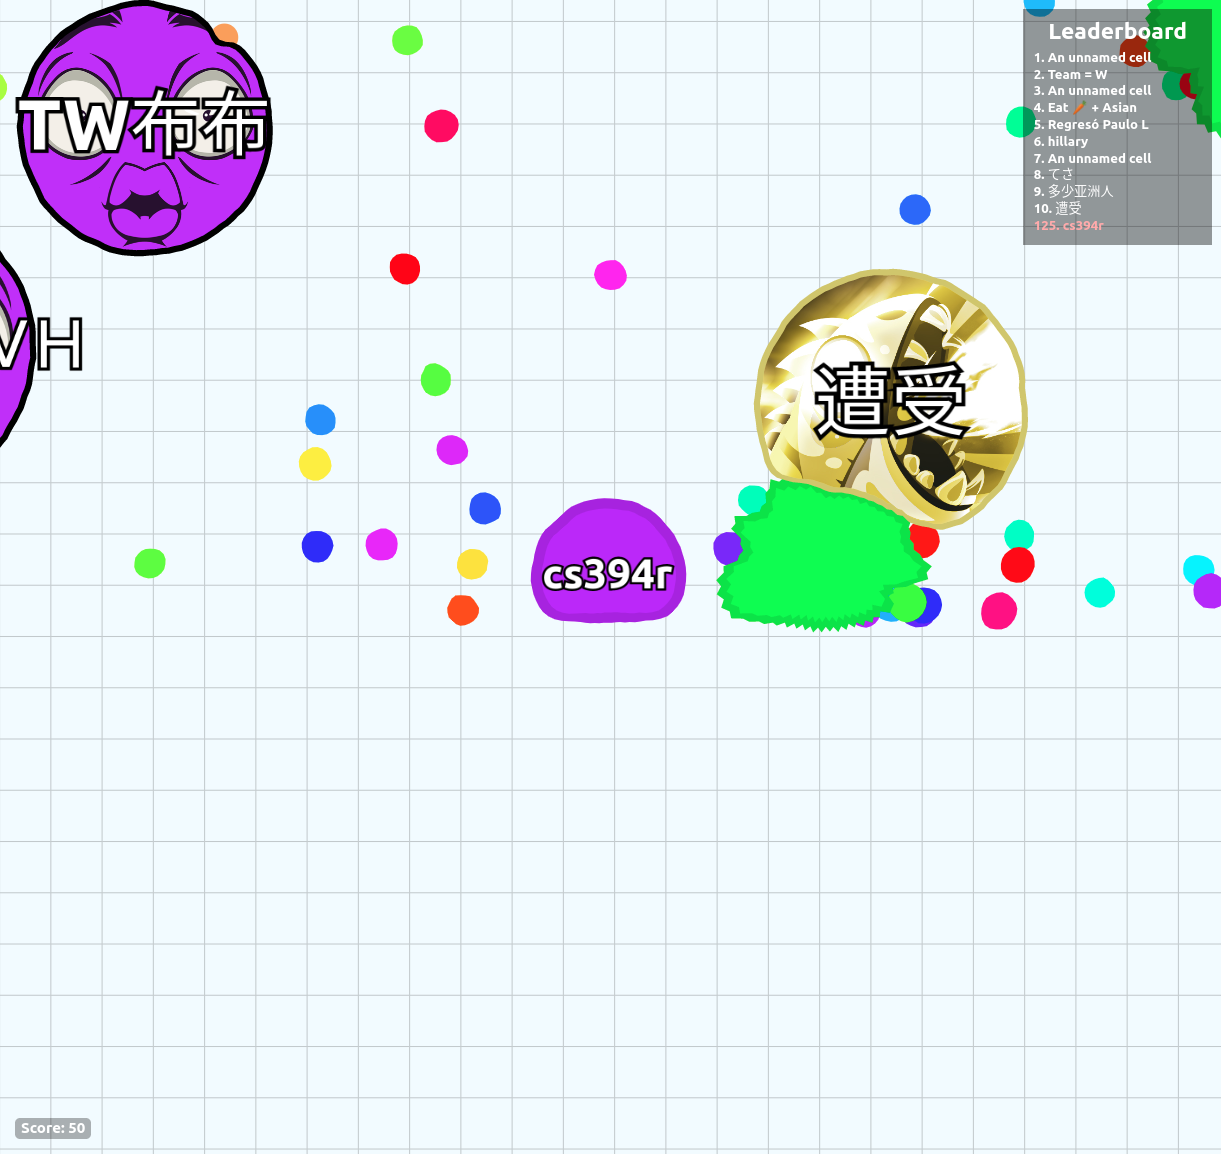 Leaderboard
1. An unnamed cell
2. Team = W
3. An unnamed cell
4. Eat 🥕 + Asian
5. Regresó Paulo L
6. hillary
7. An unnamed cell
8. てさ
9. 多少亚洲人
10. 遭受
125. cs394r
TW布布
VH
遭受
cs394r
Score: 50